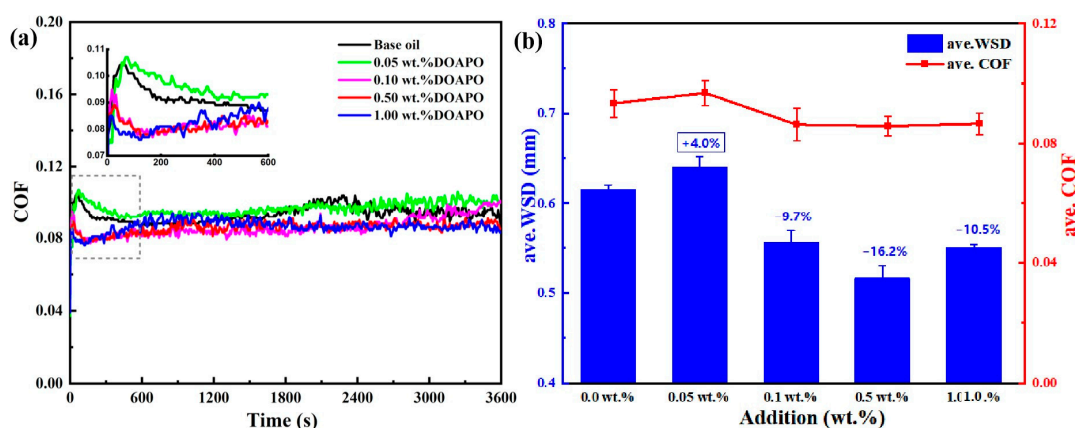 (a)
COF
0.20
0.16
0.12
0.08
0.04
0.00
0 600 1200 1800 2400 3000 3600
Time (s)
0.11
0.10
0.09
0.08
0.07
0 200 400 600
Base oil
0.05 wt.%DOAPO
0.10 wt.%DOAPO
0.50 wt.%DOAPO
1.00 wt.%DOAPO
(b)
ave.WSD (mm)
0.8
0.7
0.6
0.5
0.4
ave.WSD
ave. COF
+4.0%
−9.7%
−16.2%
−10.5%
0.0 wt.% 0.05 wt.% 0.1 wt.% 0.5 wt.% 1.01.0 %
Addition (wt.%)
0.12
0.08
0.04
0.00
ave. COF